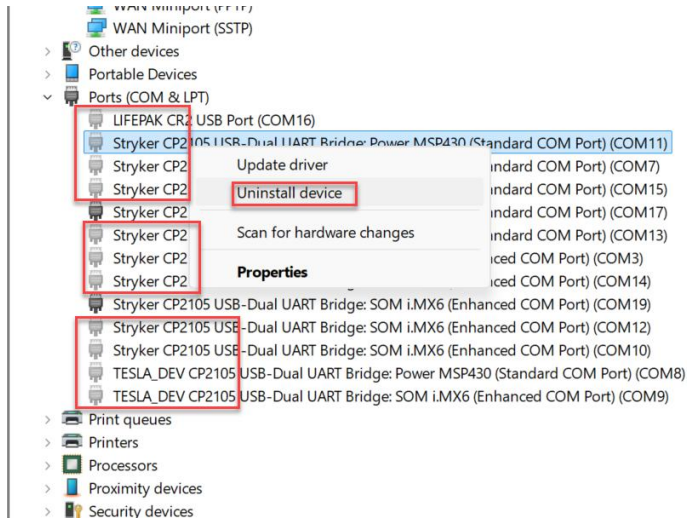 WAN Miniport (PPTP)
WAN Miniport (SSTP)
Other devices
Portable Devices
Ports (COM & LPT)
LIFEPAK CR2 USB Port (COM16)
Stryker CP2105 USB-Dual UART Bridge: Power MSP430 (Standard COM Port) (COM11)
Stryker CP2 Update driver andard COM Port) (COM7)
Stryker CP2 Uninstall device andard COM Port) (COM15)
Stryker CP2 andard COM Port) (COM17)
Stryker CP2 Scan for hardware changes andard COM Port) (COM13)
Stryker CP2 nced COM Port) (COM3)
Stryker CP2 Properties nced COM Port) (COM14)
Stryker CP2105 USB-Dual UART Bridge: SOM i.MX6 (Enhanced COM Port) (COM19)
Stryker CP2105 USB-Dual UART Bridge: SOM i.MX6 (Enhanced COM Port) (COM12)
Stryker CP2105 USB-Dual UART Bridge: SOM i.MX6 (Enhanced COM Port) (COM10)
TESLA_DEV CP2105 USB-Dual UART Bridge: Power MSP430 (Standard COM Port) (COM8)
TESLA_DEV CP2105 USB-Dual UART Bridge: SOM i.MX6 (Enhanced COM Port) (COM9)
Print queues
Printers
Processors
Proximity devices
Security devices